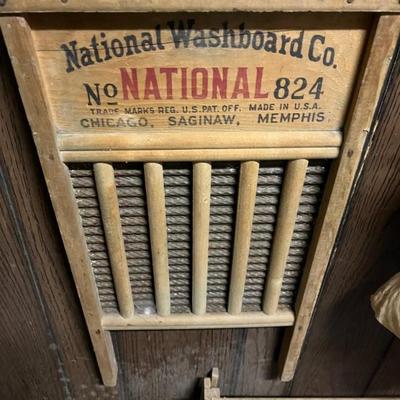 National Washboard Co.
No NATIONAL 824
TRADE MARKS REG. U.S. PAT. OFF. MADE IN U.S.A.
CHICAGO, SAGINAW, MEMPHIS.